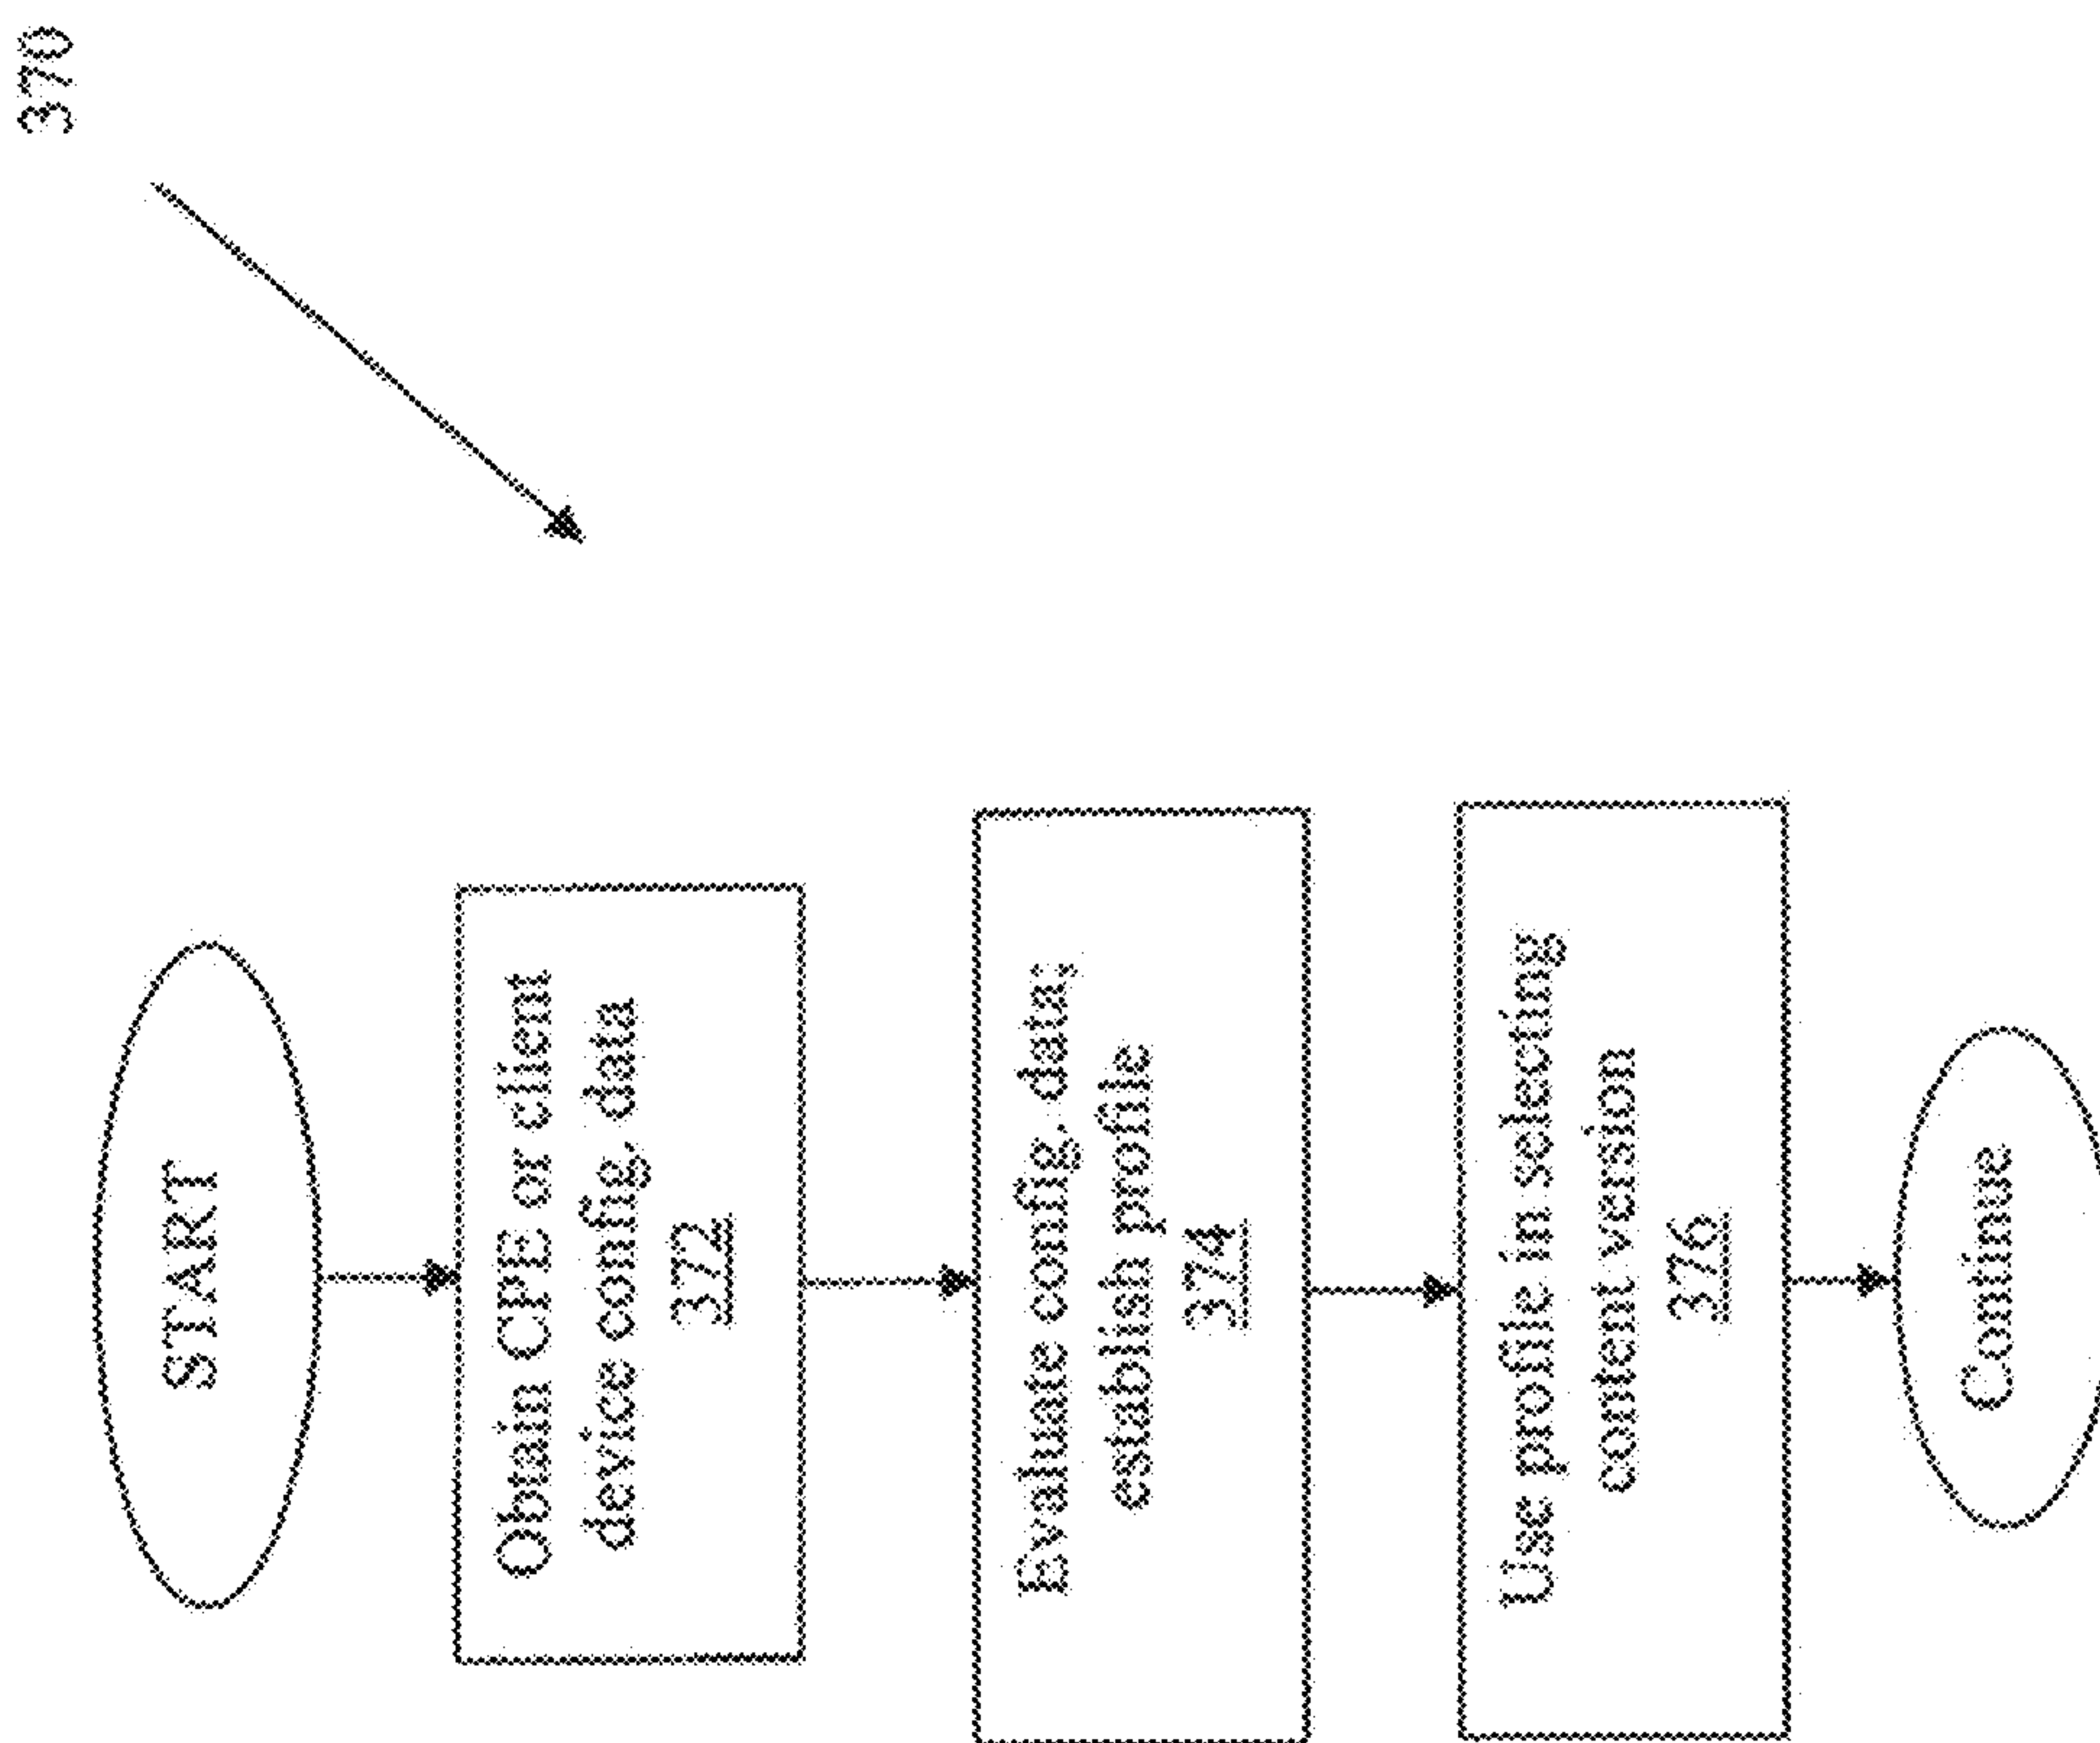 370
START
Obtain CPE or client
device config. data
372
Evaluate config. data;
establish profile
374
Use profile in selecting
content version
376
Continue